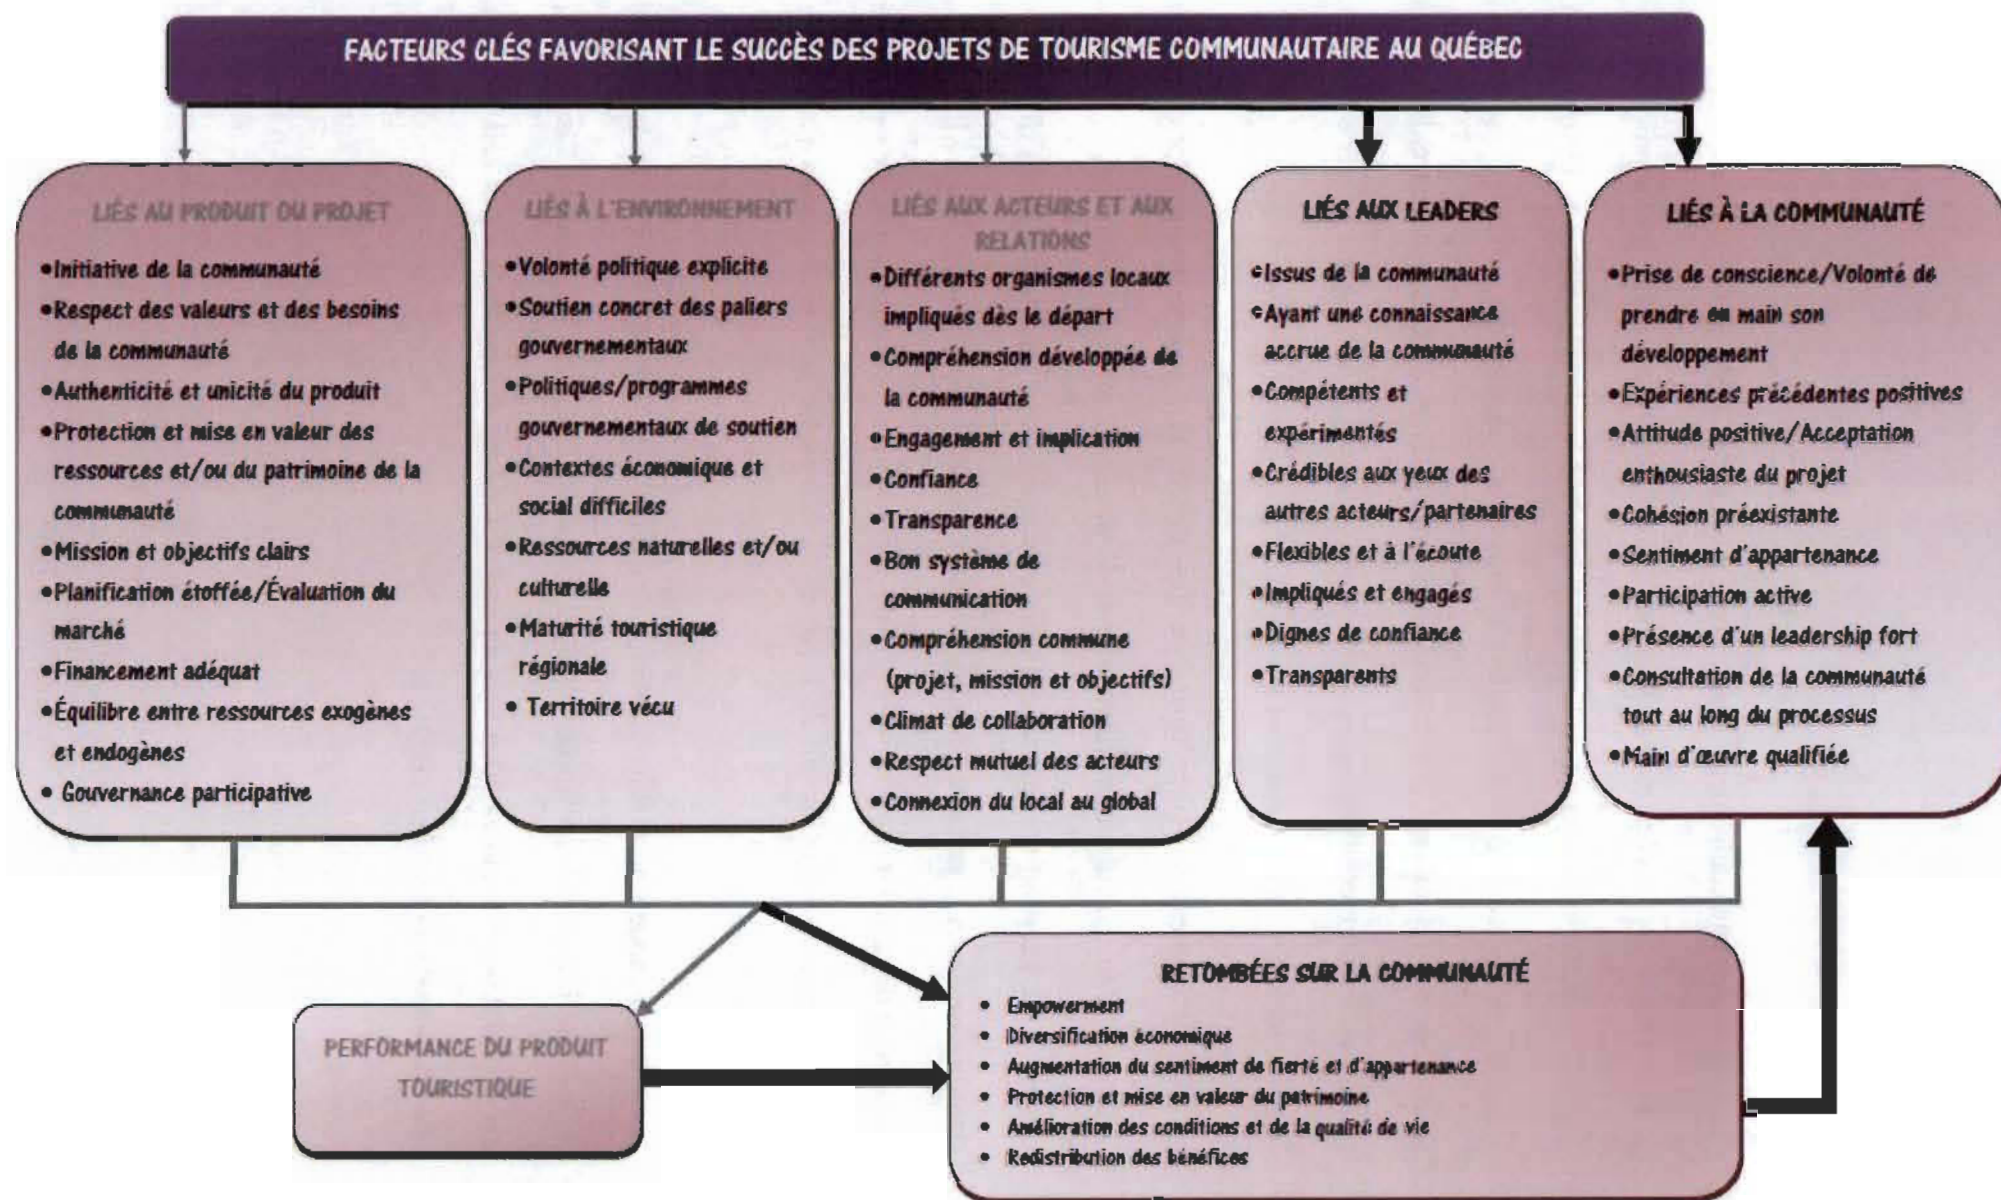 FACTEURS CLÉS FAVORISANT LE SUCCÈS DES PROJETS DE TOURISME COMMUNAUTAIRE AU QUÉBEC
LIÉS AU PRODUIT OU PROJET
•Initiative de la communauté
•Respect des valeurs et des besoins
de la communauté
•Authenticité et unicité du produit
•Protection et mise en valeur des
ressources et/ou du patrimoine de la
communauté
•Mission et objectifs clairs
•Planification étoffée/Évaluation du
marché
•Financement adéquat
•Équilibre entre ressources exogènes
et endogènes
• Gouvernance participative
LIÉS À L'ENVIRONNEMENT
•Volonté politique explicite
•Soutien concret des paliers
gouvernementaux
•Politiques/programmes
gouvernementaux de soutien
•Contextes économique et
social difficiles
•Ressources naturelles et/ou
culturelle
•Maturité touristique
régionale
• Territoire vécu
LIÉS AUX ACTEURS ET AUX
RELATIONS
•Différents organismes locaux
impliqués dès le départ
•Compréhension développée de
la communauté
•Engagement et implication
•Confiance
•Transparence
•Bon système de
communication
•Compréhension commune
(projet, mission et objectifs)
•Climat de collaboration
•Respect mutuel des acteurs
•Connexion du local au global
LIÉS AUX LEADERS
•Issus de la communauté
•Ayant une connaissance
accrue de la communauté
•Compétents et
expérimentés
•Crédibles aux yeux des
autres acteurs/partenaires
•Flexibles et à l'écoute
•Impliqués et engagés
•Dignes de confiance
•Transparents
LIÉS À LA COMMUNAUTÉ
•Prise de conscience/Volonté de
prendre en main son
développement
•Expériences précédentes positives
•Attitude positive/Acceptation
enthousiaste du projet
•Cohésion préexistante
•Sentiment d'appartenance
•Participation active
•Présence d'un leadership fort
•Consultation de la communauté
tout au long du processus
•Main d'œuvre qualifiée
PERFORMANCE DU PRODUIT
TOURISTIQUE
RETOMBÉES SUR LA COMMUNAUTÉ
• Empowerment
• Diversification économique
• Augmentation du sentiment de fierté et d'appartenance
• Protection et mise en valeur du patrimoine
• Amélioration des conditions et de la qualité de vie
• Redistribution des bénéfices